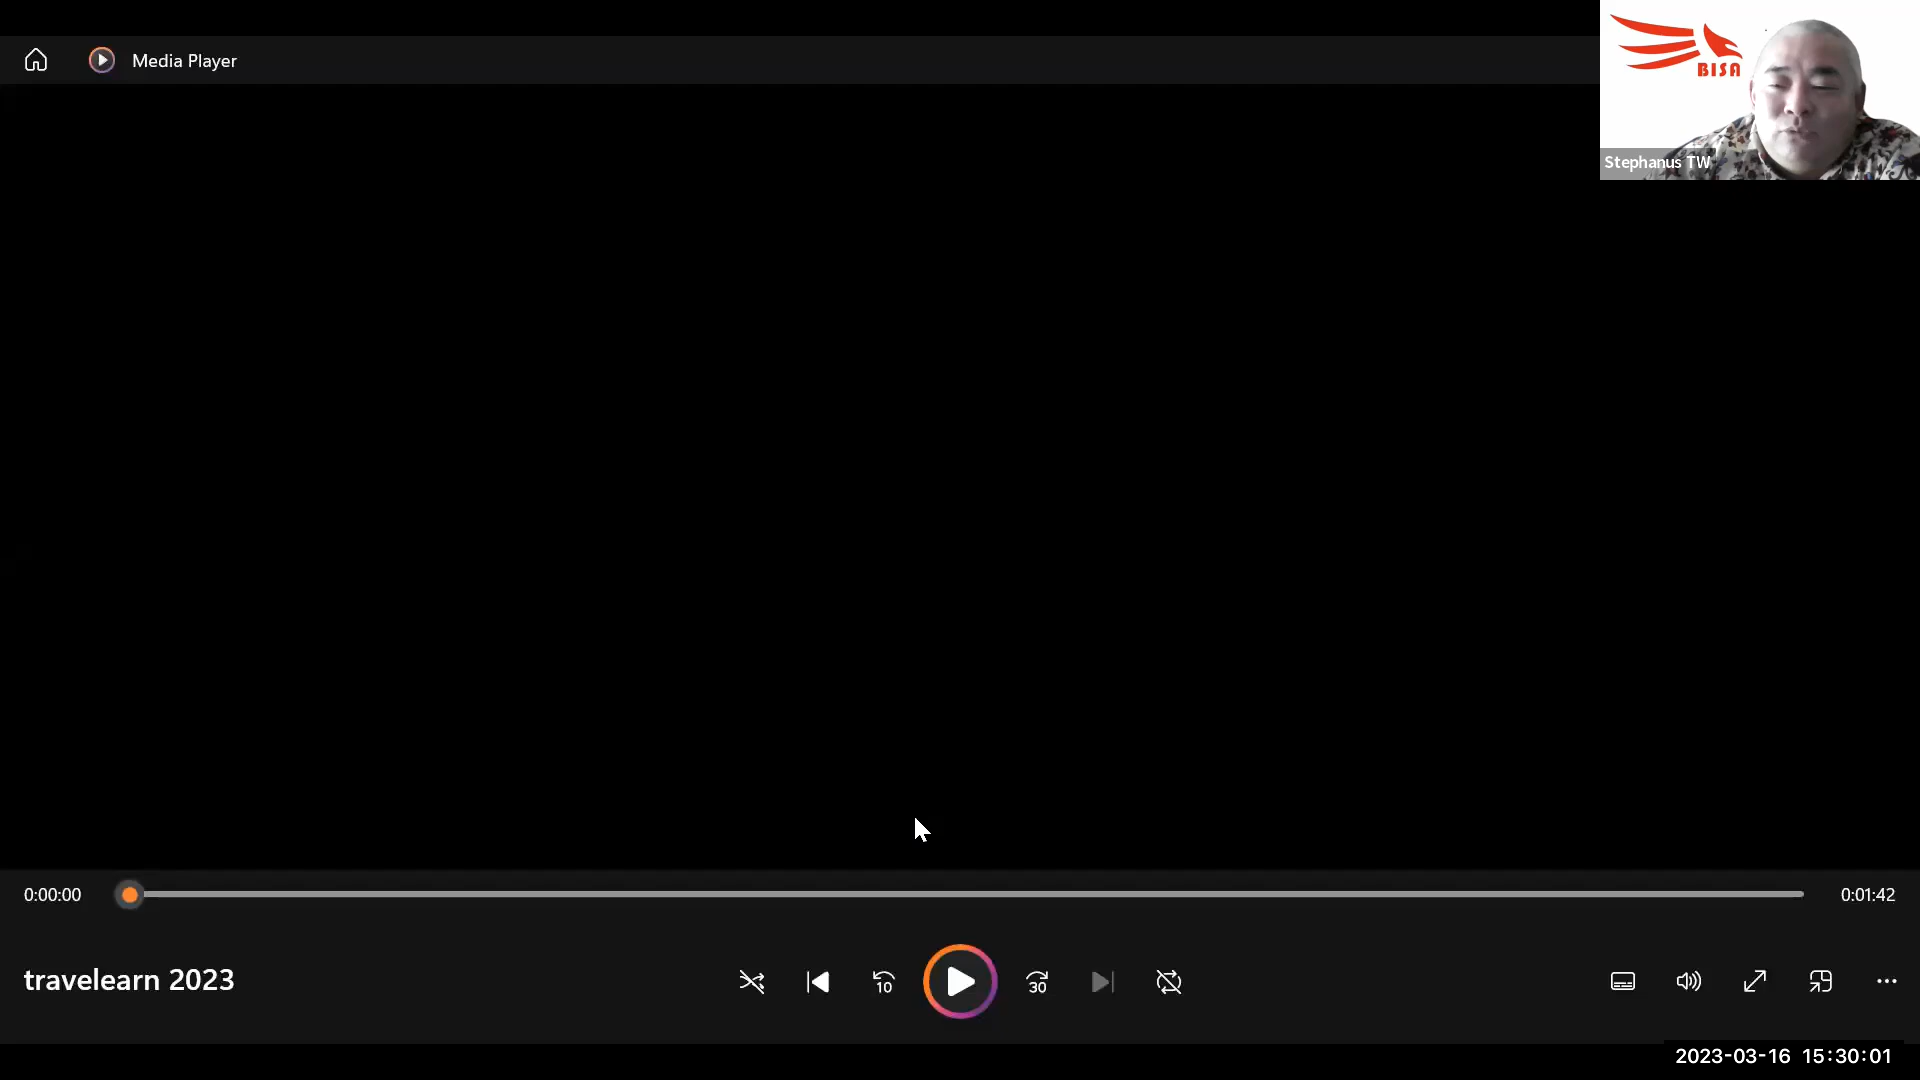 Media Player
BISA
Stephanus TW
0:00:00
0:01:42
travelearn 2023
10
30
2023-03-16 15:30:01